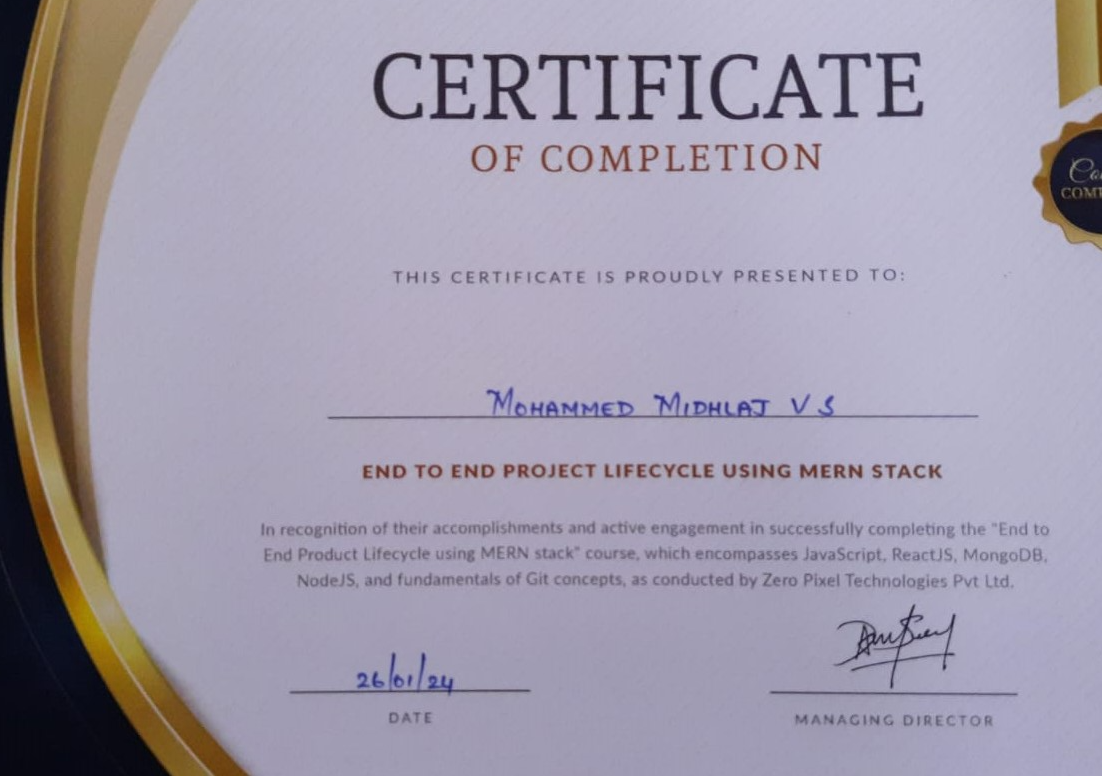 CERTIFICATE
OF COMPLETION
THIS CERTIFICATE IS PROUDLY PRESENTED TO:
MOHAMMED MIDHLAJ V S
END TO END PROJECT LIFECYCLE USING MERN STACK
In recognition of their accomplishments and active engagement in successfully completing the "End to
End Product Lifecycle using MERN stack" course, which encompasses JavaScript, ReactJS, MongoDB,
NodeJS, and fundamentals of Git concepts, as conducted by Zero Pixel Technologies Pvt Ltd.
26/01/24
DATE
MANAGING DIRECTOR